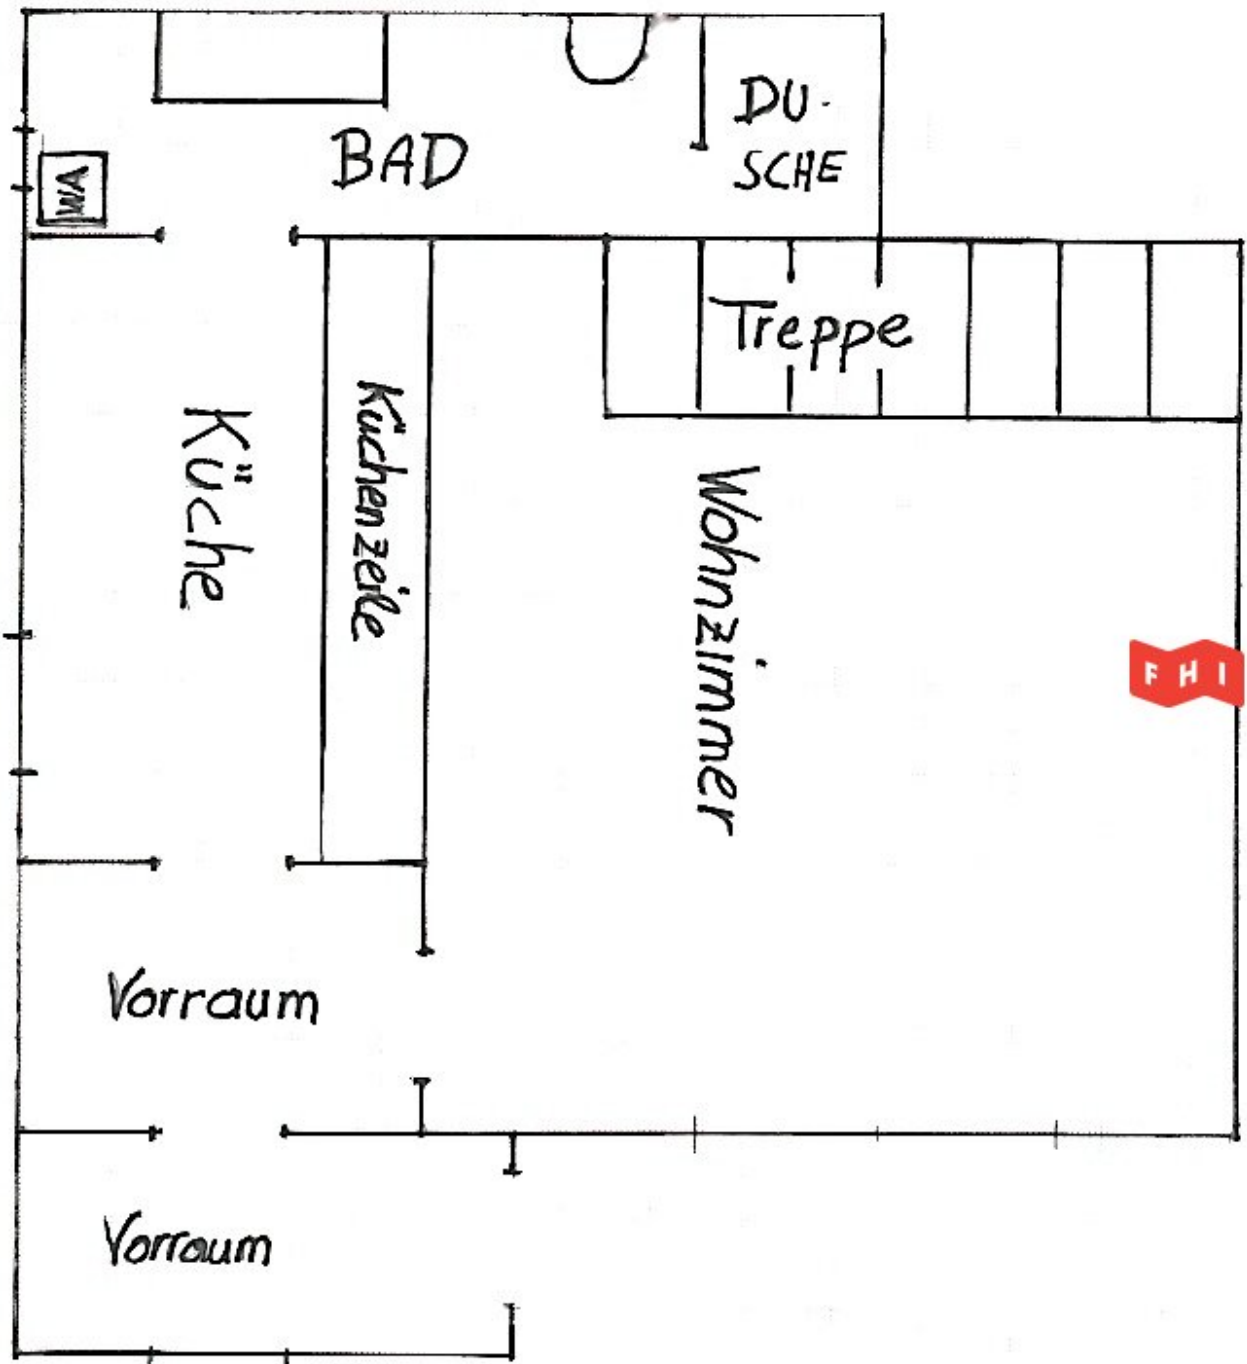 DU-
SCHE
BAD
WA
Treppe
Küche
Küchenzeile
Wohnzimmer
FHI
Vorraum
Vorraum